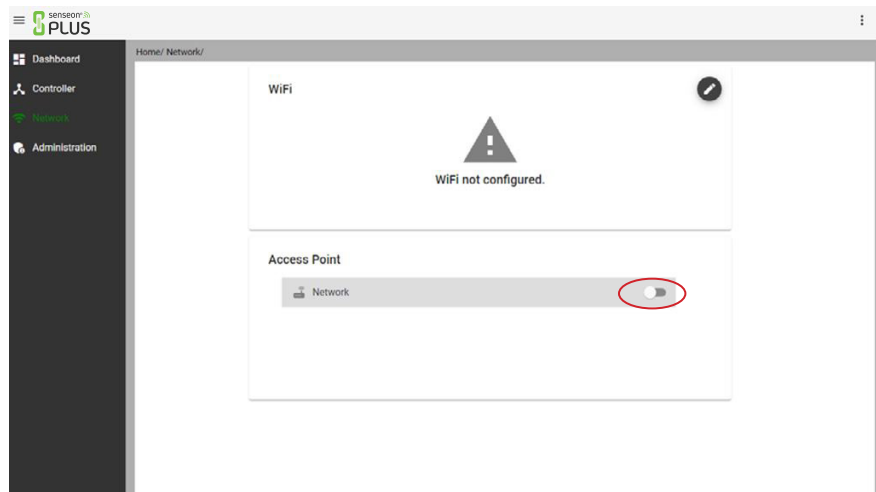 senseon
PLUS
Home/ Network/
Dashboard
Controller
Network
Administration
WiFi
WiFi not configured.
Access Point
Network